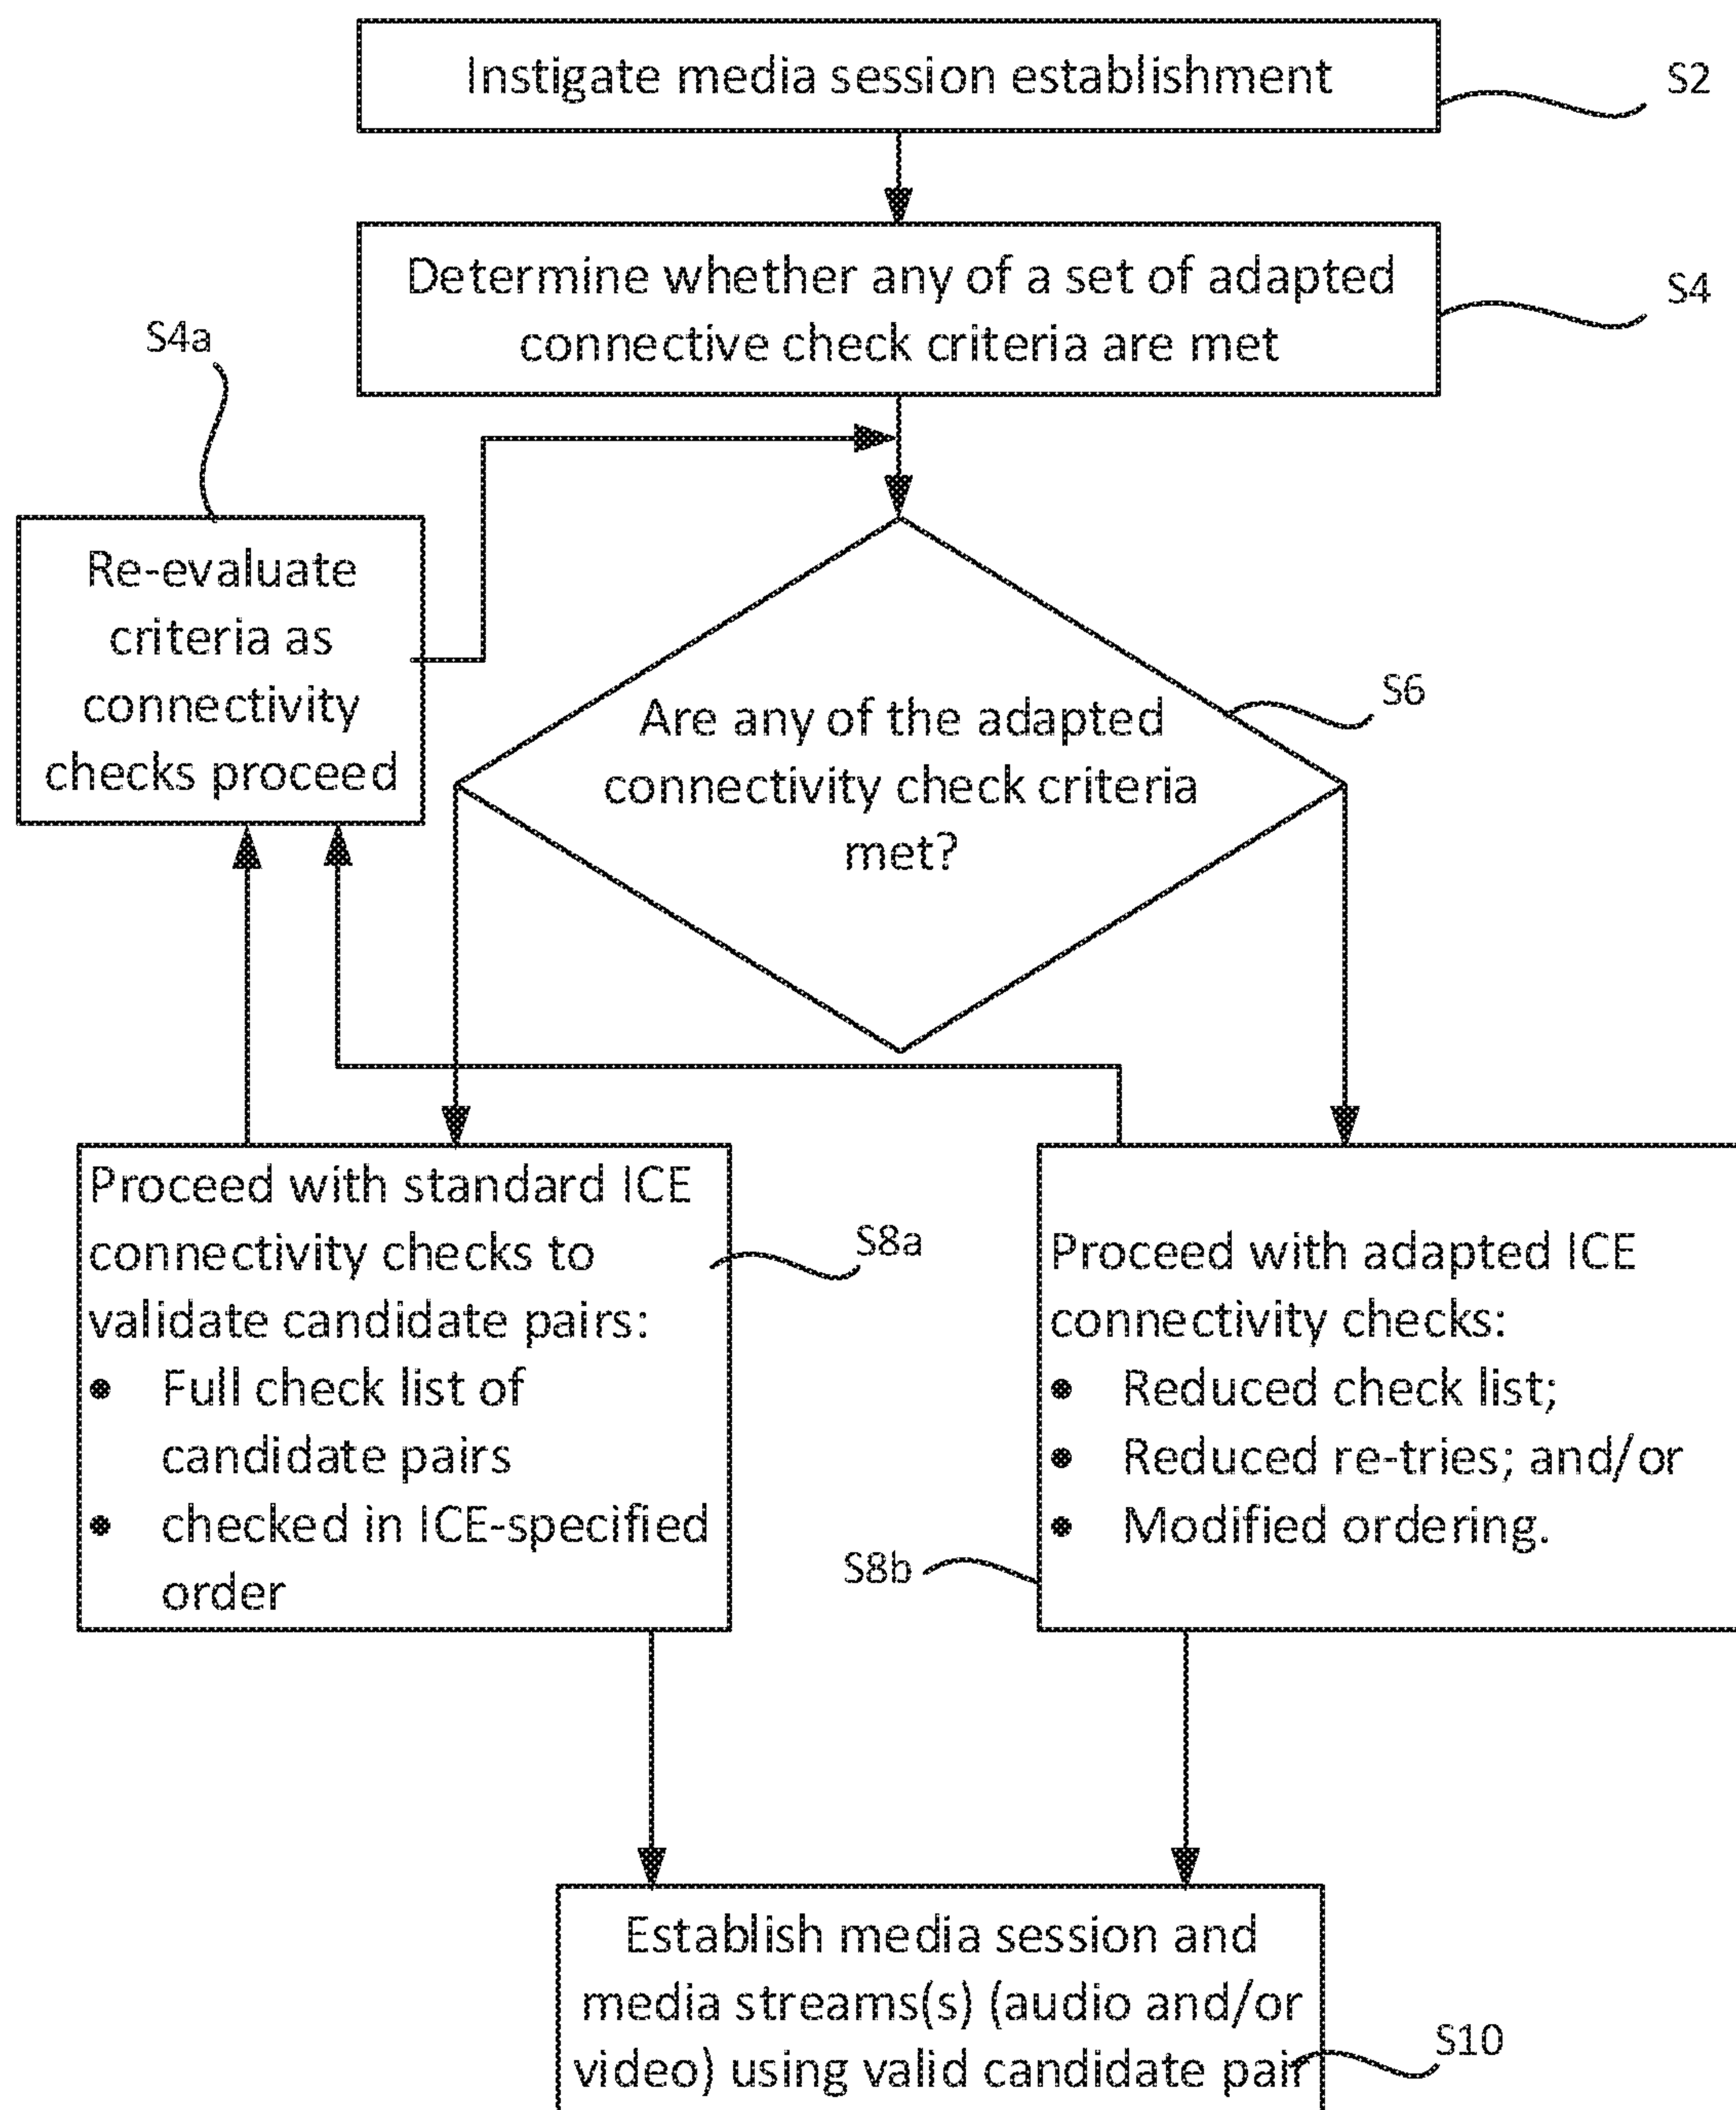 Instigate media session establishment
S2
Determine whether any of a set of adapted
connective check criteria are met
S4
S4a
Re-evaluate
criteria as
connectivity
checks proceed
Are any of the adapted
connectivity check criteria
met?
S6
Proceed with standard ICE
connectivity checks to
validate candidate pairs:
• Full check list of
candidate pairs
• checked in ICE-specified
order
S8a
Proceed with adapted ICE
connectivity checks:
• Reduced check list;
• Reduced re-tries; and/or
• Modified ordering.
S8b
Establish media session and
media streams(s) (audio and/or
video) using valid candidate pair
S10